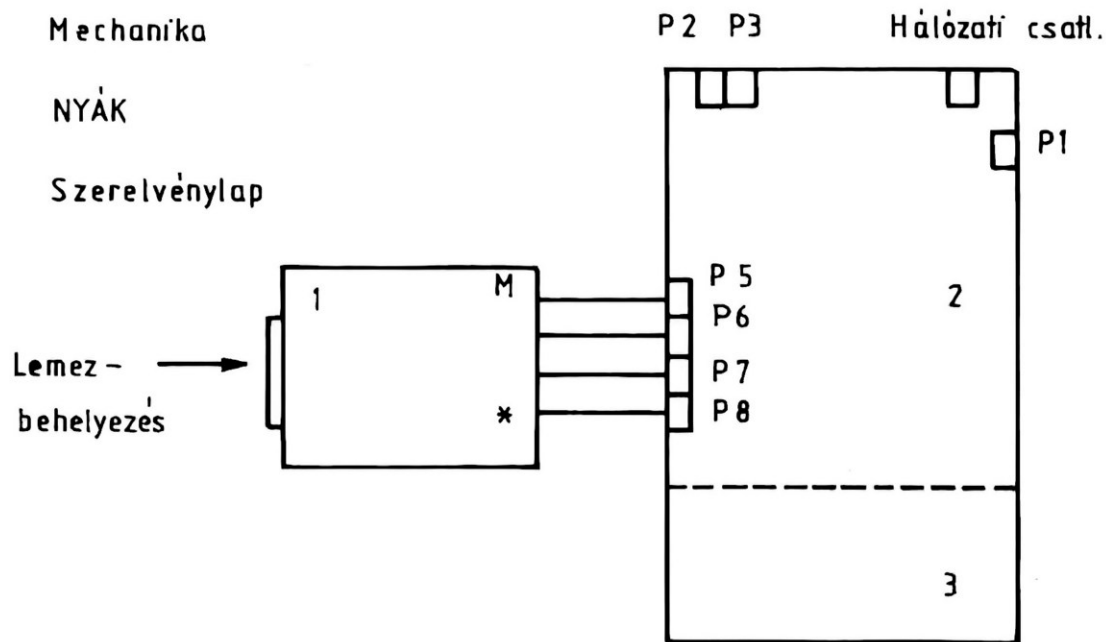 Mechanika
P2 P3
Hálózati csatl.
NYÁK
P1
Szerelvénylap
1
M
P5
2
P6
Lemez-
behelyezés
P7
*
P8
3